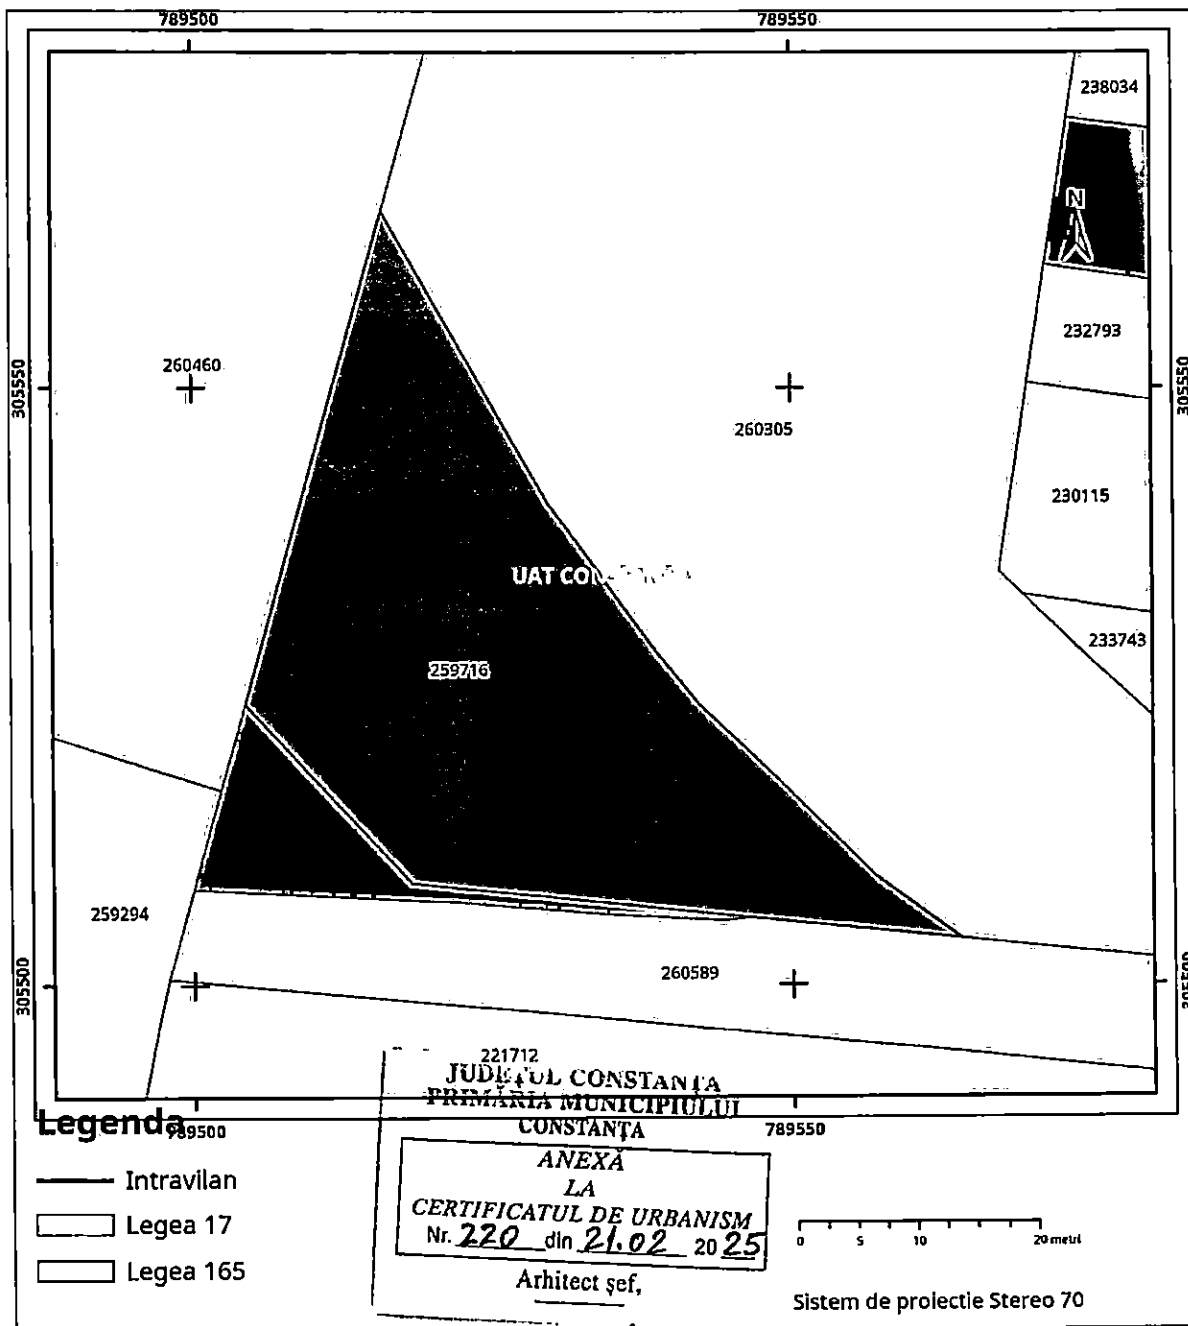 789500
789550
238034
N
260460
305550
305550
232793
260305
230115
UAT
233743
259716
259294
260589
305500
305500
221712
JUDEȚUL CONSTANȚA
PRIMĂRIA MUNICIPIULUI
CONSTANȚA
789500
789550
Legenda
Intravilan
Legea 17
Legea 165
ANEXĂ
LA
CERTIFICATUL DE URBANISM
Nr. 220 din 21.02 2025
Arhitect șef,
0 5 10 20 metri
Sistem de proiectie Stereo 70